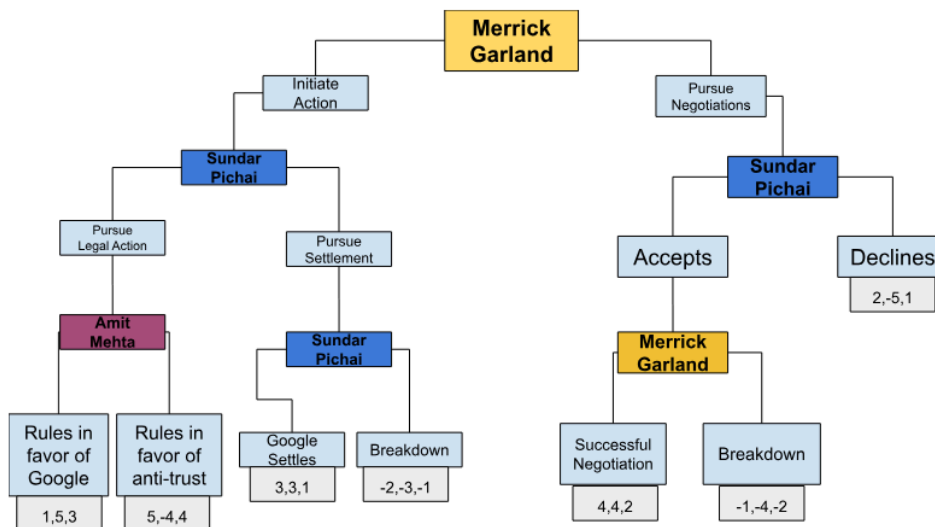 Merrick
Garland
Initiate
Action
Pursue
Negotiations
Sundar
Pichai
Sundar
Pichai
Pursue
Legal Action
Pursue
Settlement
Accepts
Declines
2,-5,1
Amit
Mehta
Sundar
Pichai
Merrick
Garland
Rules in
favor of
Google
1,5,3
Rules in
favor of
anti-trust
5,-4,4
Google
Settles
3,3,1
Breakdown
-2,-3,-1
Successful
Negotiation
4,4,2
Breakdown
-1,-4,-2